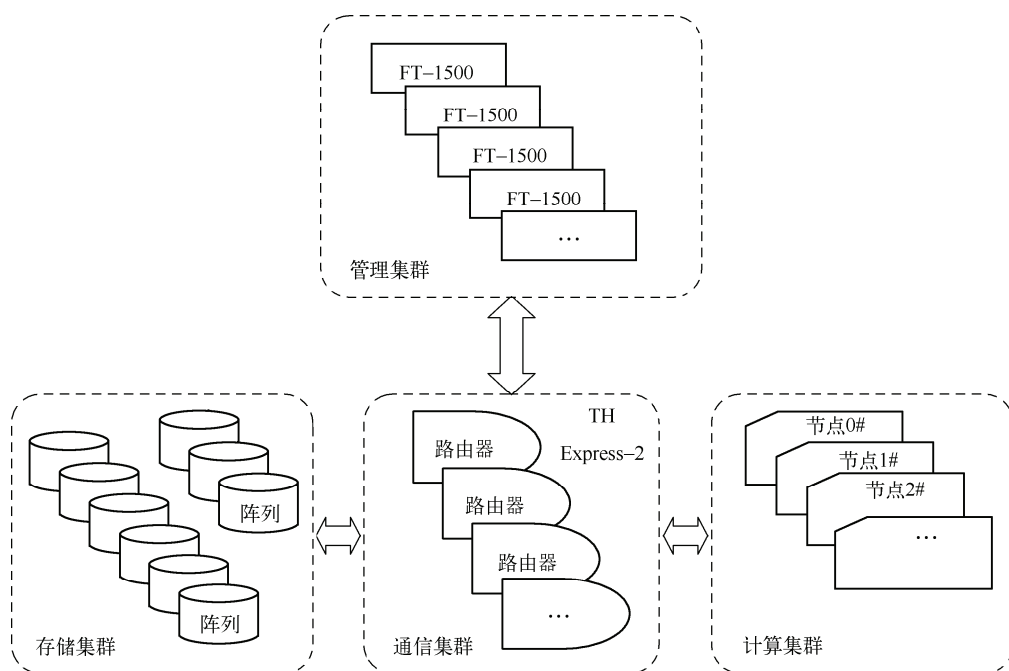 FT–1500
FT–1500
FT–1500
FT–1500
…
管理集群
阵列
阵列
存储集群
TH
Express–2
路由器
路由器
路由器
…
通信集群
节点0#
节点1#
节点2#
…
计算集群